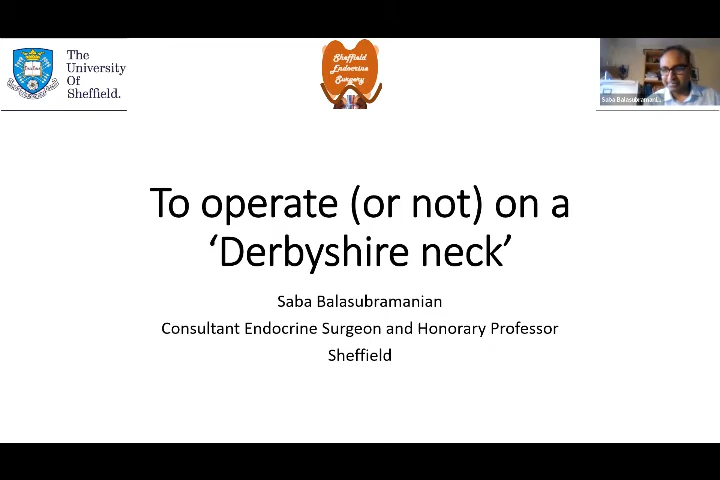 The
University
Of
Sheffield.
Sheffield
Endocrine
Surgery
Saba Balasubramani...
To operate (or not) on a
‘Derbyshire neck’
Saba Balasubramanian
Consultant Endocrine Surgeon and Honorary Professor
Sheffield